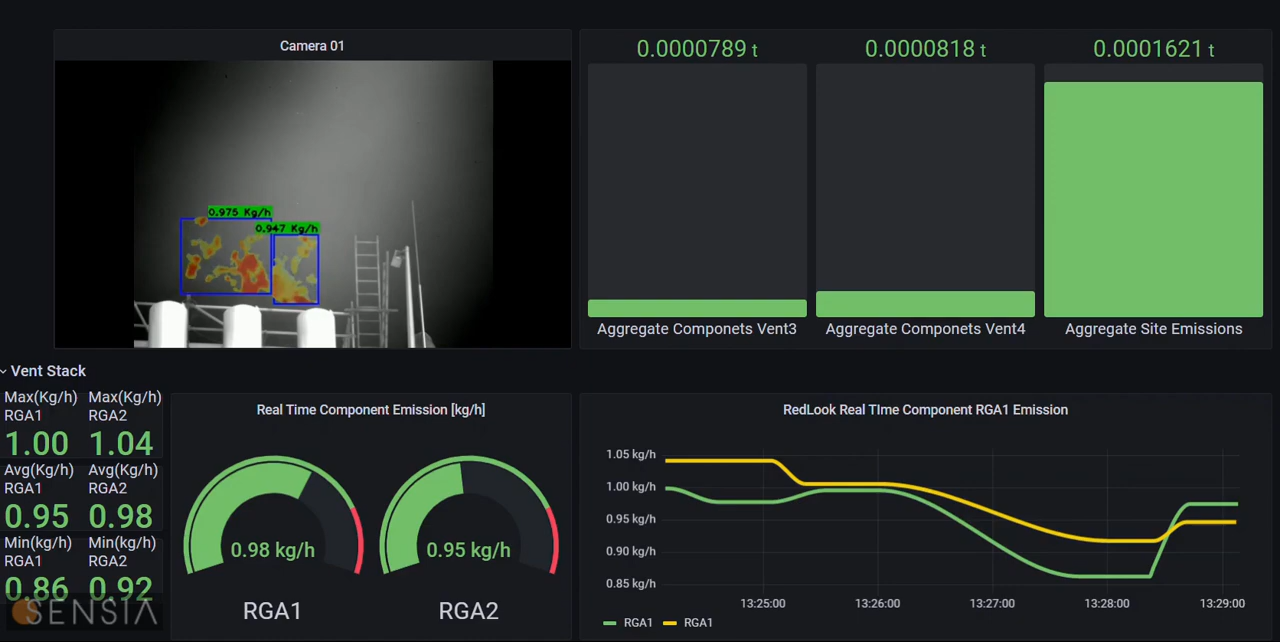 Camera 01
0.975 Kg/h
0.947 Kg/h
0.0000789 t
0.0000818 t
0.0001621 t
Aggregate Componets Vent3
Aggregate Componets Vent4
Aggregate Site Emissions
Vent Stack
Max(Kg/h) RGA1
1.00
Max(Kg/h) RGA2
1.04
Avg(Kg/h) RGA1
0.95
Avg(Kg/h) RGA2
0.98
Min(kg/h) RGA1
0.86
Min(kg/h) RGA2
0.92
SENSIA
Real Time Component Emission [kg/h]
0.98 kg/h
RGA1
0.95 kg/h
RGA2
RedLook Real TIme Component RGA1 Emission
1.05 kg/h
1.00 kg/h
0.95 kg/h
0.90 kg/h
0.85 kg/h
13:25:00
13:26:00
13:27:00
13:28:00
13:29:00
RGA1
RGA1